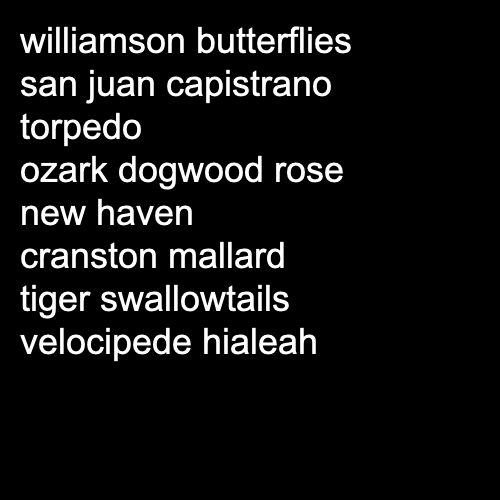 williamson butterflies
san juan capistrano
torpedo
ozark dogwood rose
new haven
cranston mallard
tiger swallowtails
velocipede hialeah